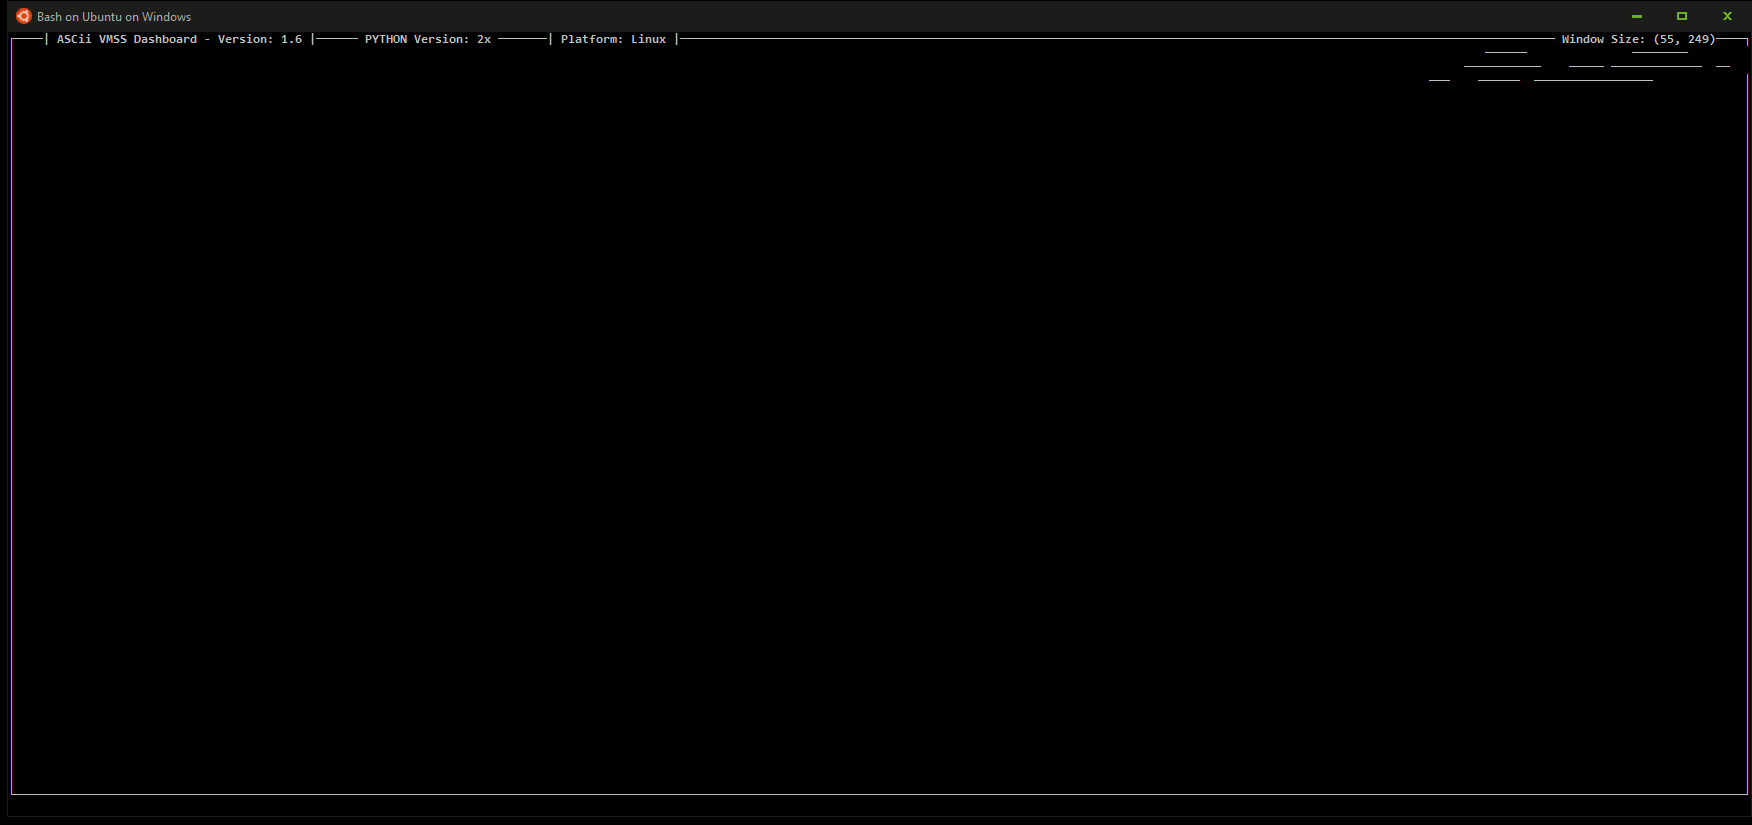 Bash on Ubuntu on Windows
ASCii VMSS Dashboard - Version: 1.6 | PYTHON Version: 2x | Platform: Linux | Window Size: (55, 249)